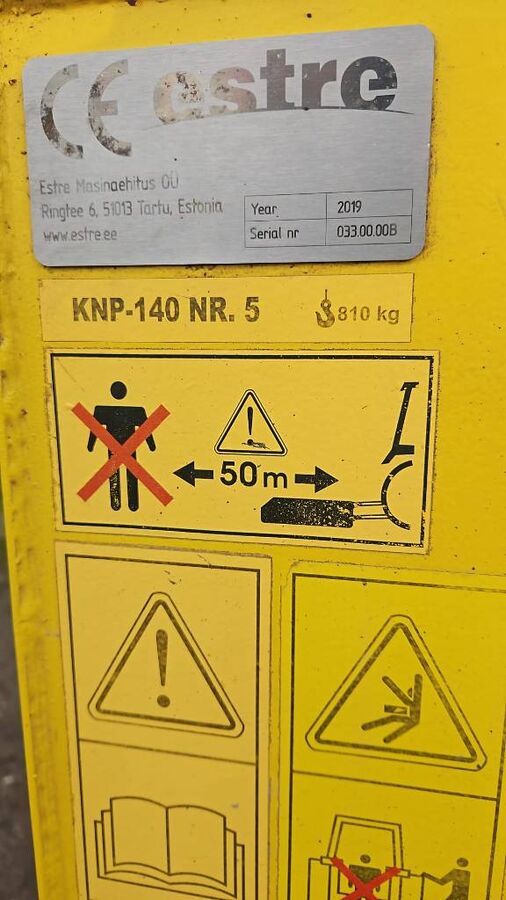 CE estre
Estre Masinaehitus OÜ
Ringtee 6, 51013 Tartu, Estonia
www.estre.ee
Year 2019
Serial nr 033.00.00B
KNP-140 NR. 5 810 kg
50m